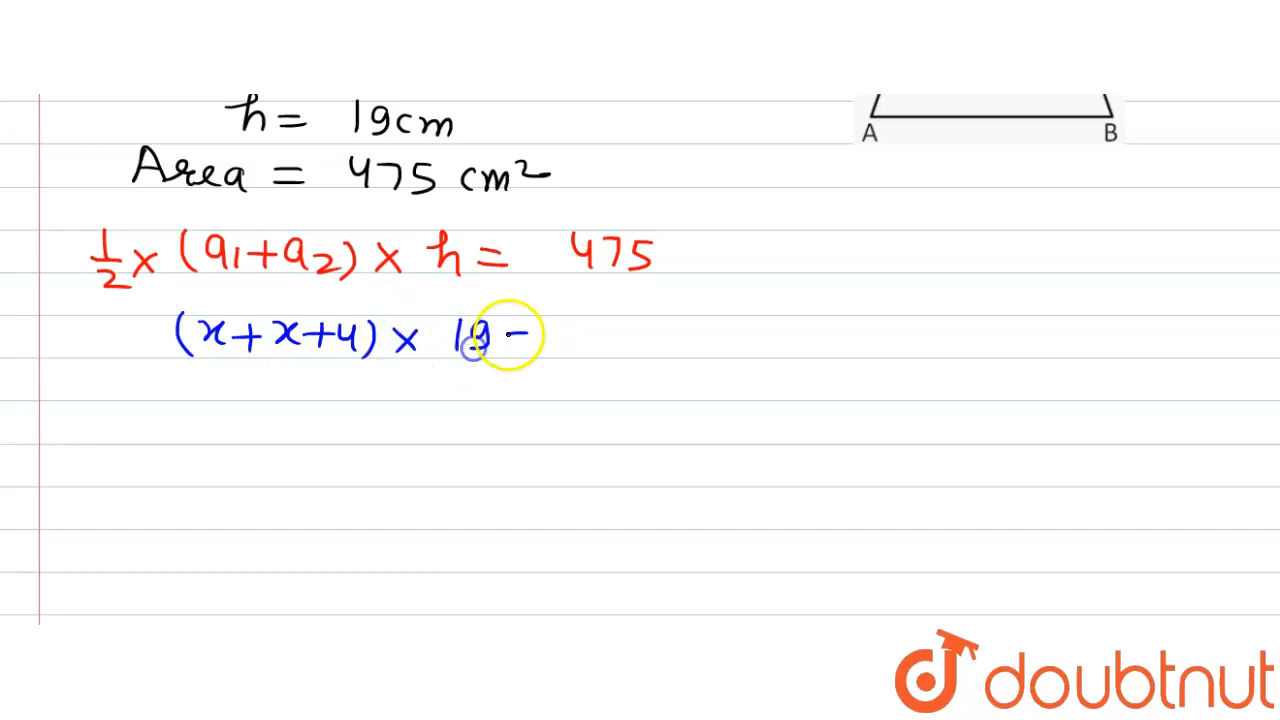 h = 19cm
A B
Area = 475 cm²
1/2 × (a₁+a₂) × h = 475
(x+x+4) × 19 -
doubtnut